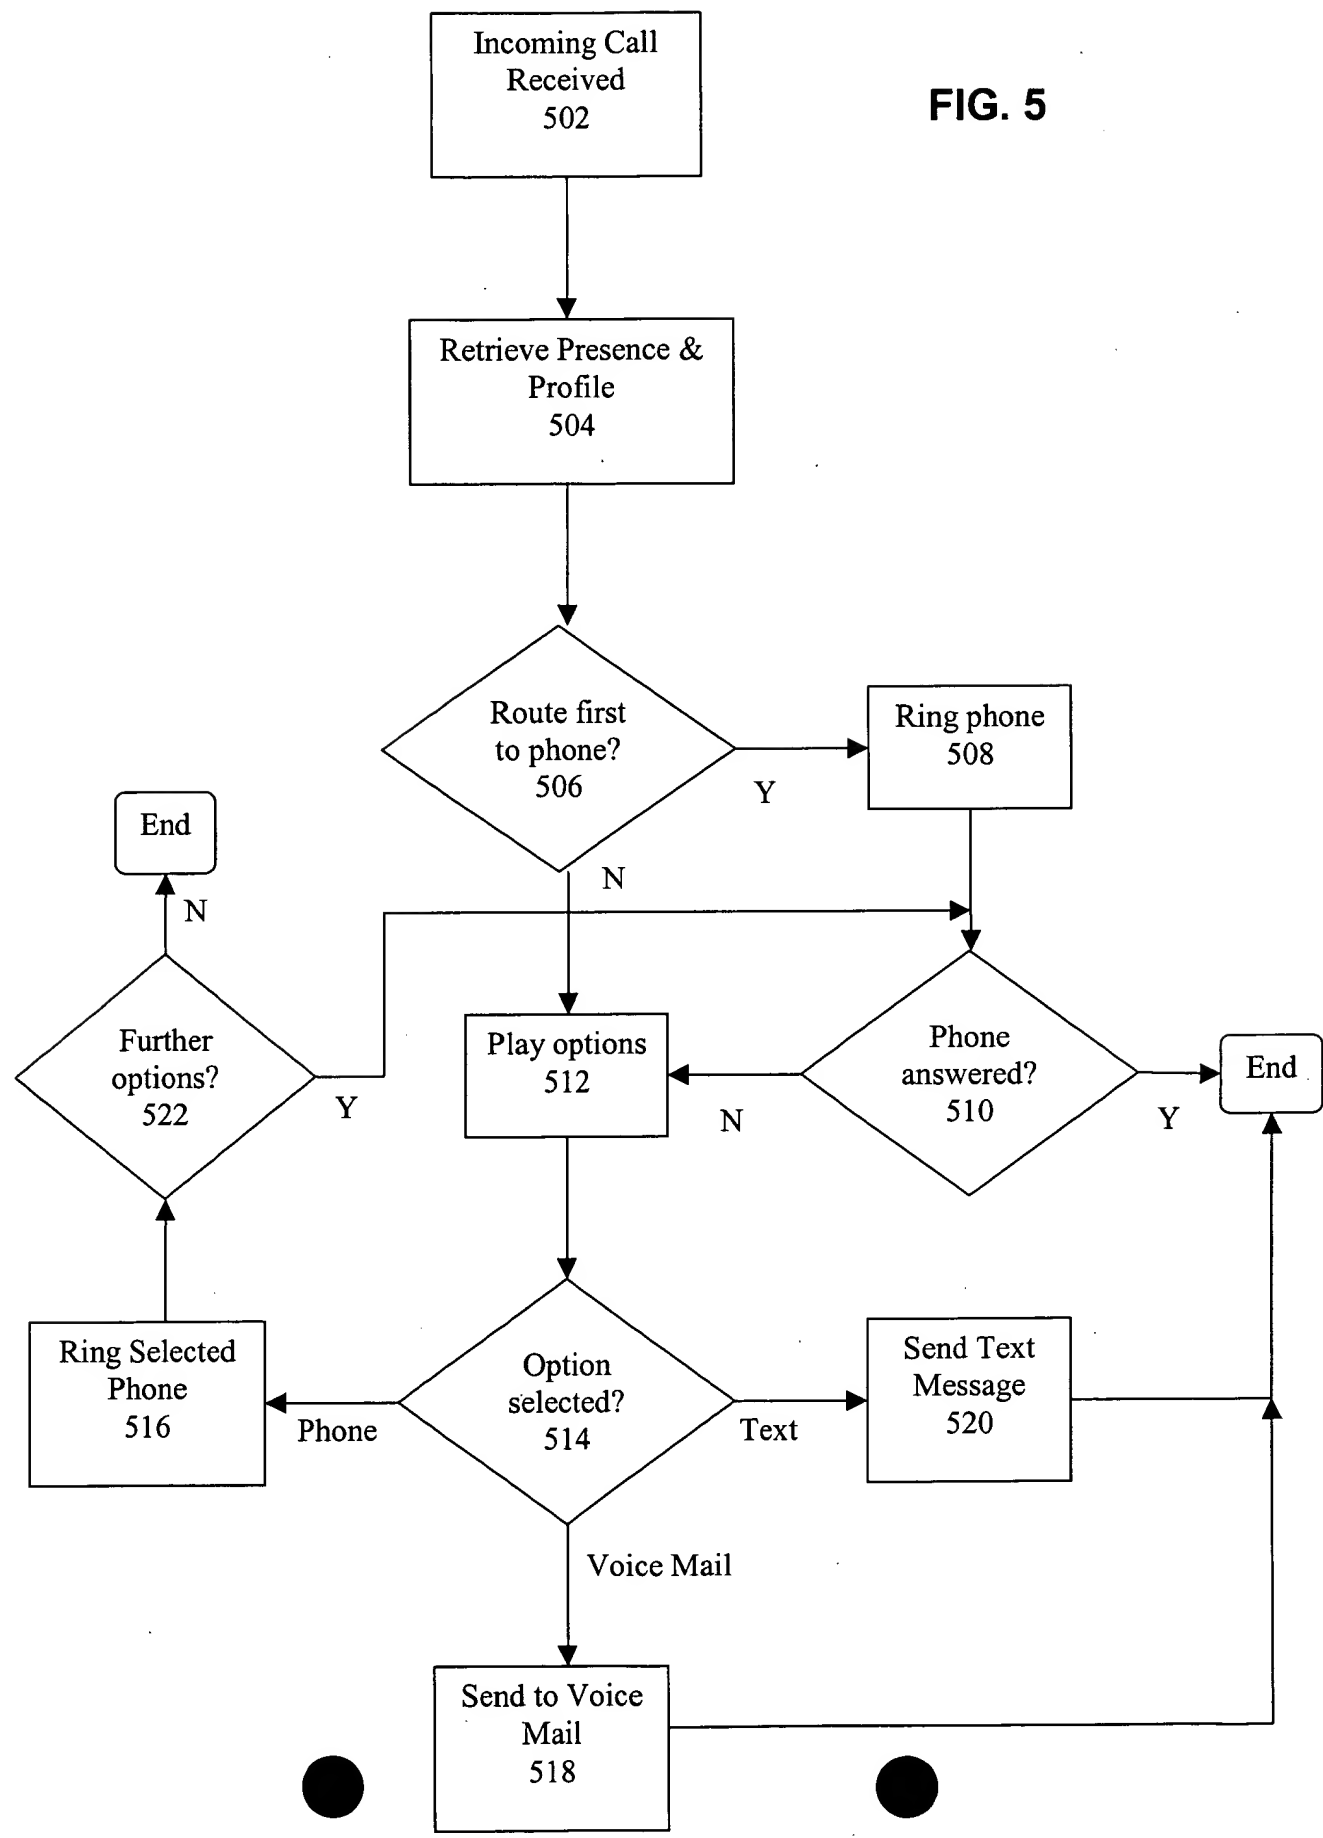 Incoming Call
Received
502
FIG. 5
Retrieve Presence &
Profile
504
Route first
to phone?
506
Y
Ring phone
508
N
End
N
Further
options?
522
Y
Play options
512
N
Phone
answered?
510
Y
End
Ring Selected
Phone
516
Phone
Option
selected?
514
Text
Send Text
Message
520
Voice Mail
Send to Voice
Mail
518